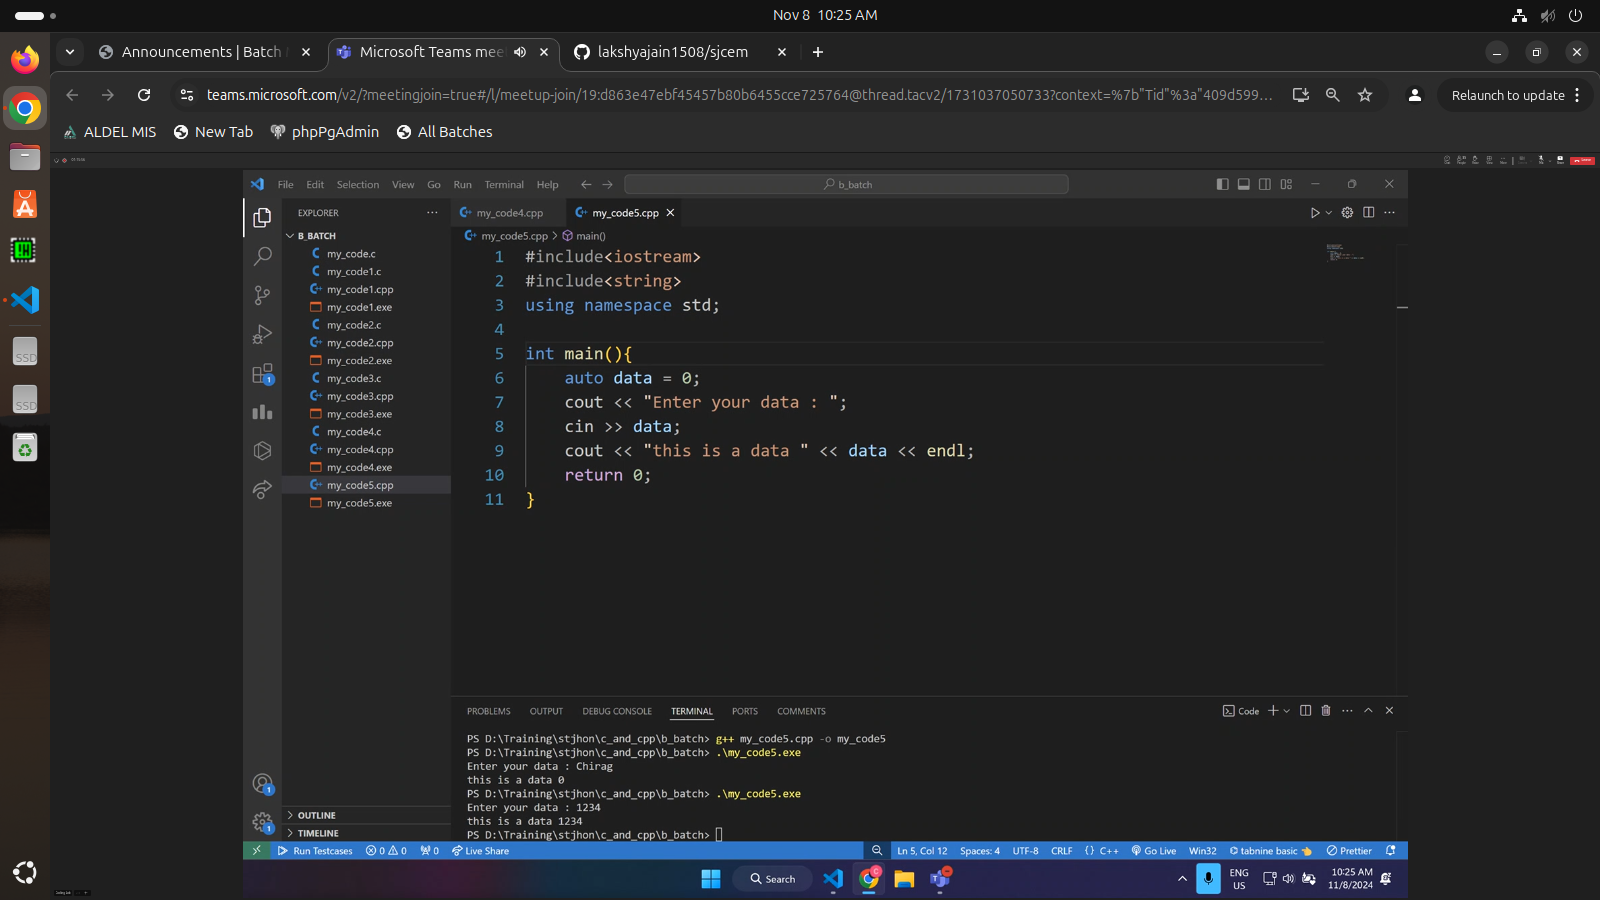 Nov 8 10:25 AM
Announcements | Batch
Microsoft Teams mee
lakshyajain1508/sjcem
teams.microsoft.com/v2/?meetingjoin=true#/l/meetup-join/19:d863e47ebf45457b80b6455cce725764@thread.tacv2/1731037050733?context=%7b"Tid"%3a"409d599...
Relaunch to update
ALDEL MIS
New Tab
phpPgAdmin
All Batches
File Edit Selection View Go Run Terminal Help
b_batch
EXPLORER
B_BATCH
my_code.c
my_code1.c
my_code1.cpp
my_code1.exe
my_code2.c
my_code2.cpp
my_code2.exe
my_code3.c
my_code3.cpp
my_code3.exe
my_code4.c
my_code4.cpp
my_code4.exe
my_code5.cpp
my_code5.exe
OUTLINE
TIMELINE
my_code4.cpp
my_code5.cpp
my_code5.cpp > main()
1 #include<iostream>
2 #include<string>
3 using namespace std;
4
5 int main(){
6 auto data = 0;
7 cout << "Enter your data : ";
8 cin >> data;
9 cout << "this is a data " << data << endl;
10 return 0;
11 }
PROBLEMS OUTPUT DEBUG CONSOLE TERMINAL PORTS COMMENTS
Code
PS D:\Training\stjhon\c_and_cpp\b_batch> g++ my_code5.cpp -o my_code5
PS D:\Training\stjhon\c_and_cpp\b_batch> .\my_code5.exe
Enter your data : Chirag
this is a data 0
PS D:\Training\stjhon\c_and_cpp\b_batch> .\my_code5.exe
Enter your data : 1234
this is a data 1234
PS D:\Training\stjhon\c_and_cpp\b_batch>
Run Testcases 0 0 0 Live Share
Ln 5, Col 12 Spaces: 4 UTF-8 CRLF {} C++ Go Live Win32 tabnine basic Prettier
Search
ENG
US
10:25 AM
11/8/2024
SSD
SSD